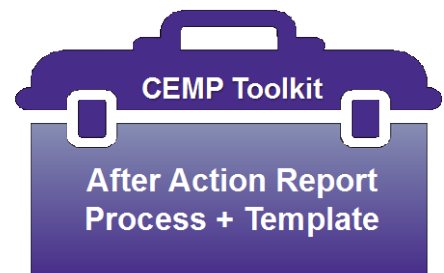 CEMP Toolkit
After Action Report
Process + Template